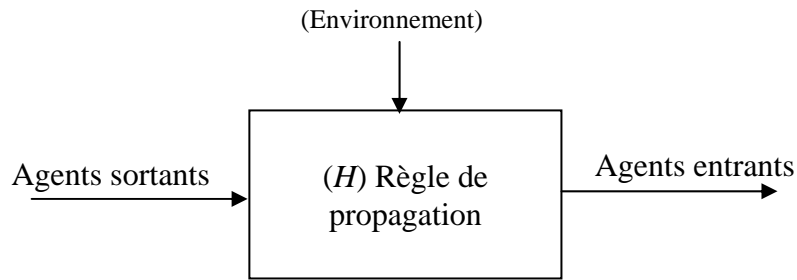 (Environnement)
Agents sortants
(H) Règle de
propagation
Agents entrants